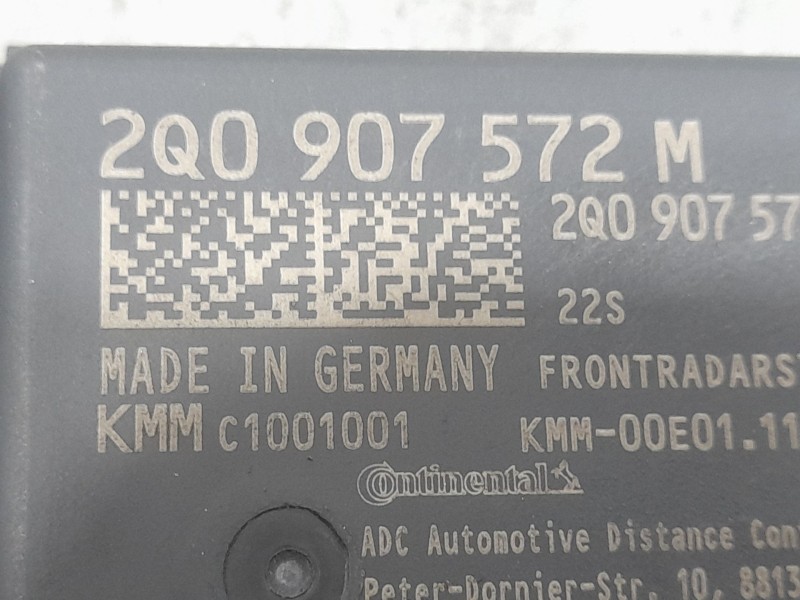 2Q0 907 572 M
2Q0 907 57
22S
MADE IN GERMANY FRONTRADARS
KMM C1001001 KMM-00E01.11
Continental
ADC Automotive Distance Con
Peter-Dornier-Str. 10, 8813